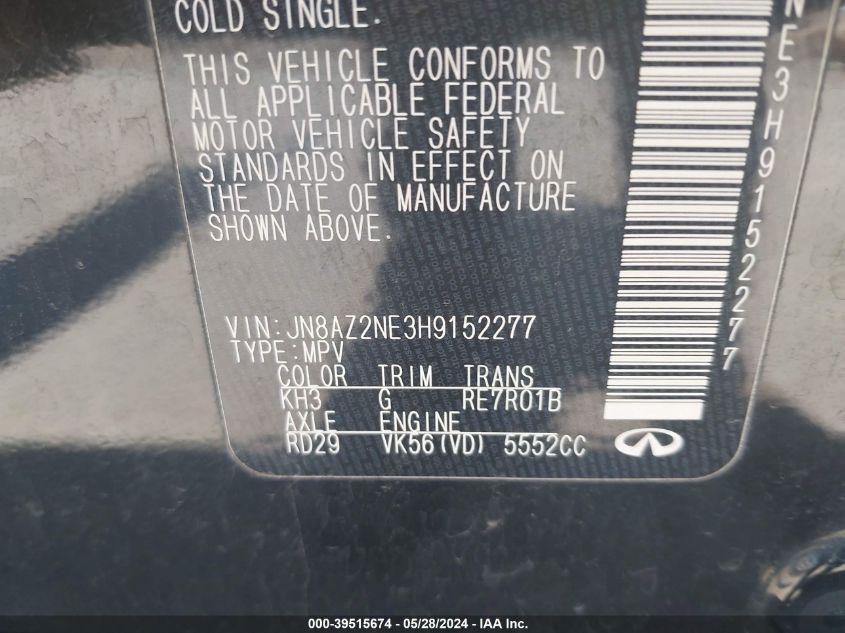 COLD SINGLE.
THIS VEHICLE CONFORMS TO
ALL APPLICABLE FEDERAL
MOTOR VEHICLE SAFETY
STANDARDS IN EFFECT ON
THE DATE OF MANUFACTURE
SHOWN ABOVE.
VIN:JN8AZ2NE3H9152277
TYPE:MPV
COLOR TRIM TRANS
KH3 G RE7R01B
AXLE ENGINE
RD29 VK56(VD) 5552CC
NE3H9152277
000-39515674 - 05/28/2024 - IAA Inc.